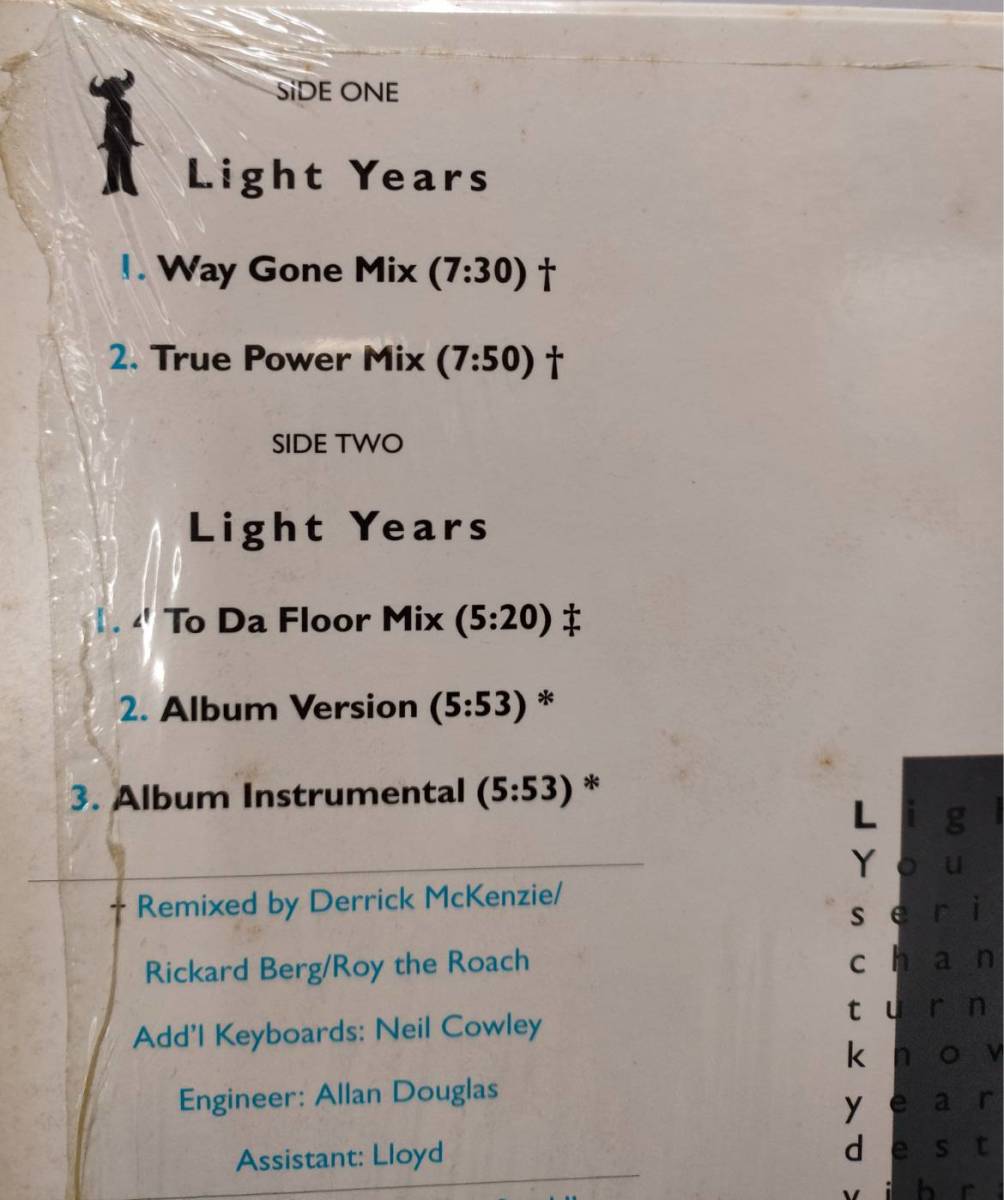 SIDE ONE
Light Years
1. Way Gone Mix (7:30) †
2. True Power Mix (7:50) †
SIDE TWO
Light Years
1. 4 To Da Floor Mix (5:20) ‡
2. Album Version (5:53) *
3. Album Instrumental (5:53) *
† Remixed by Derrick McKenzie/
Rickard Berg/Roy the Roach
Add'l Keyboards: Neil Cowley
Engineer: Allan Douglas
Assistant: Lloyd
L i g
Y o u
s e r i
c h a n
t u r n
k n o w
y e a r
d e s t
v i b r